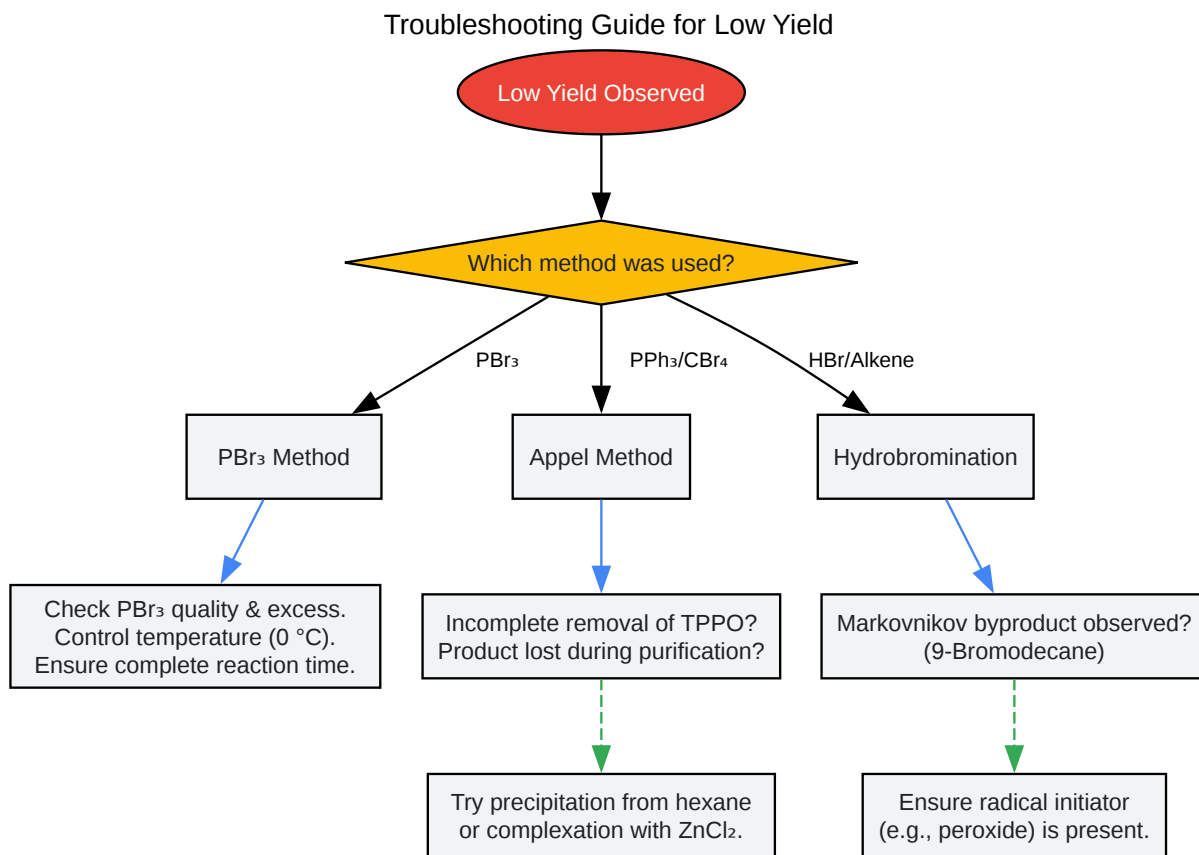 Troubleshooting Guide for Low Yield
Low Yield Observed
Which method was used?
PBr₃
PPh₃/CBr₄
HBr/Alkene
PBr₃ Method
Appel Method
Hydrobromination
Check PBr₃ quality & excess.
Control temperature (0 °C).
Ensure complete reaction time.
Incomplete removal of TPPO?
Product lost during purification?
Markovnikov byproduct observed?
(9-Bromodecane)
Try precipitation from hexane
or complexation with ZnCl₂.
Ensure radical initiator
(e.g., peroxide) is present.